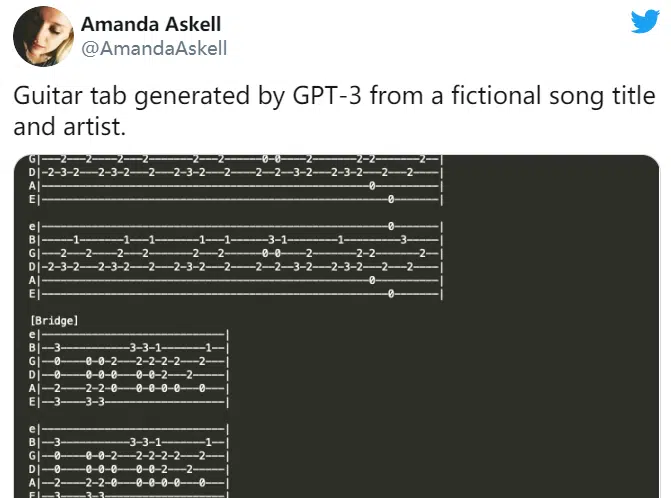 Amanda Askell
@AmandaAskell
Guitar tab generated by GPT-3 from a fictional song title
and artist.
G|---2---2----2---2-------2---2------0-0----2-------2-2-------2--|
D|-2-3-2---2-3-2---2----2-3-2---2----2--2--3-2---2-3-2---2---2----|
A|----------------------------------------------------0----------|
E|-------------------------------------------------------0-------|
e|-------------------------------------------------------0-------|
B|-----1-------1---1-------1---1------3-1-------1---------3-----|
G|---2---2----2---2-------2---2------0-0----2-------2-2-------2--|
D|-2-3-2---2-3-2---2----2-3-2---2----2--2--3-2---2-3-2---2---2----|
A|----------------------------------------------------0----------|
E|-------------------------------------------------------0-------|
[Bridge]
e|-----------------------------|
B|--3-----------3-3-1-------1--|
G|--0----0-0-2---2-2-2-2---2---|
D|--0----0-0-0---0-0-2---2-----|
A|--2----2-2-0---0-0-0-0---0---|
E|--3----3-3-------------------|
e|-----------------------------|
B|--3-----------3-3-1-------1--|
G|--0----0-0-2---2-2-2-2---2---|
D|--0----0-0-0---0-0-2---2-----|
A|--2----2-2-0---0-0-0-0---0---|
E|--3----3-3-------------------|